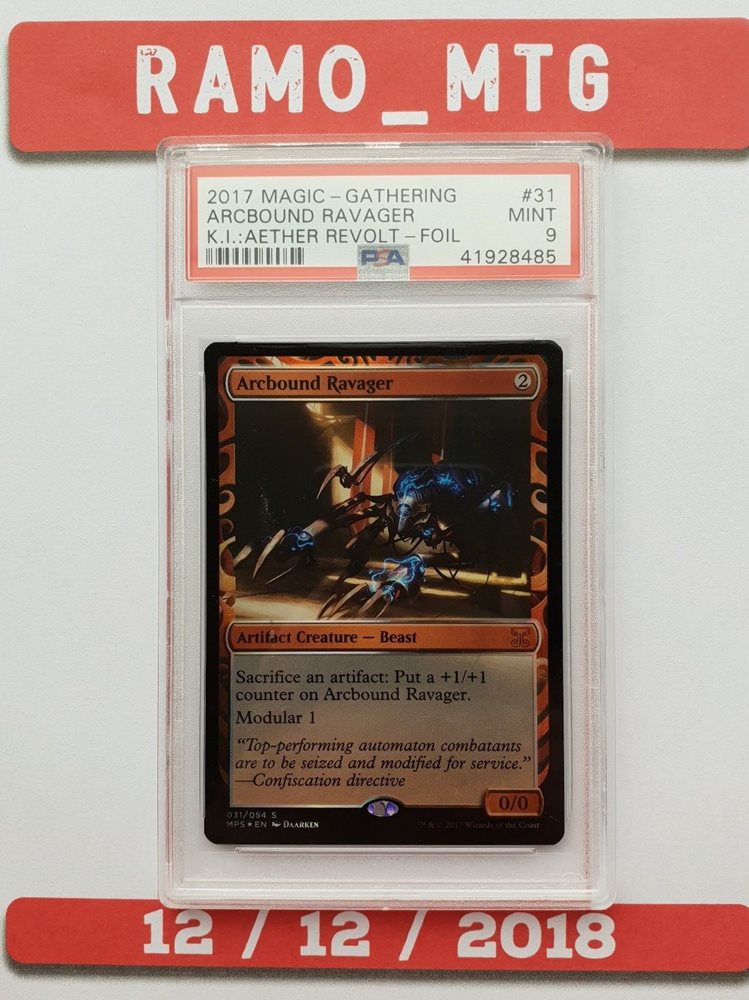 RAMO_MTG
2017 MAGIC – GATHERING #31
ARCBOUND RAVAGER MINT
K.I.:AETHER REVOLT – FOIL 9
PSA 41928485
Arcbound Ravager 2
Artifact Creature — Beast
Sacrifice an artifact: Put a +1/+1
counter on Arcbound Ravager.
Modular 1
“Top-performing automaton combatants
are to be seized and modified for service.”
—Confiscation directive
0/0
031/054 S
MPS ★ EN DAARKEN ™ & © 2017 Wizards of the Coast
12 / 12 / 2018